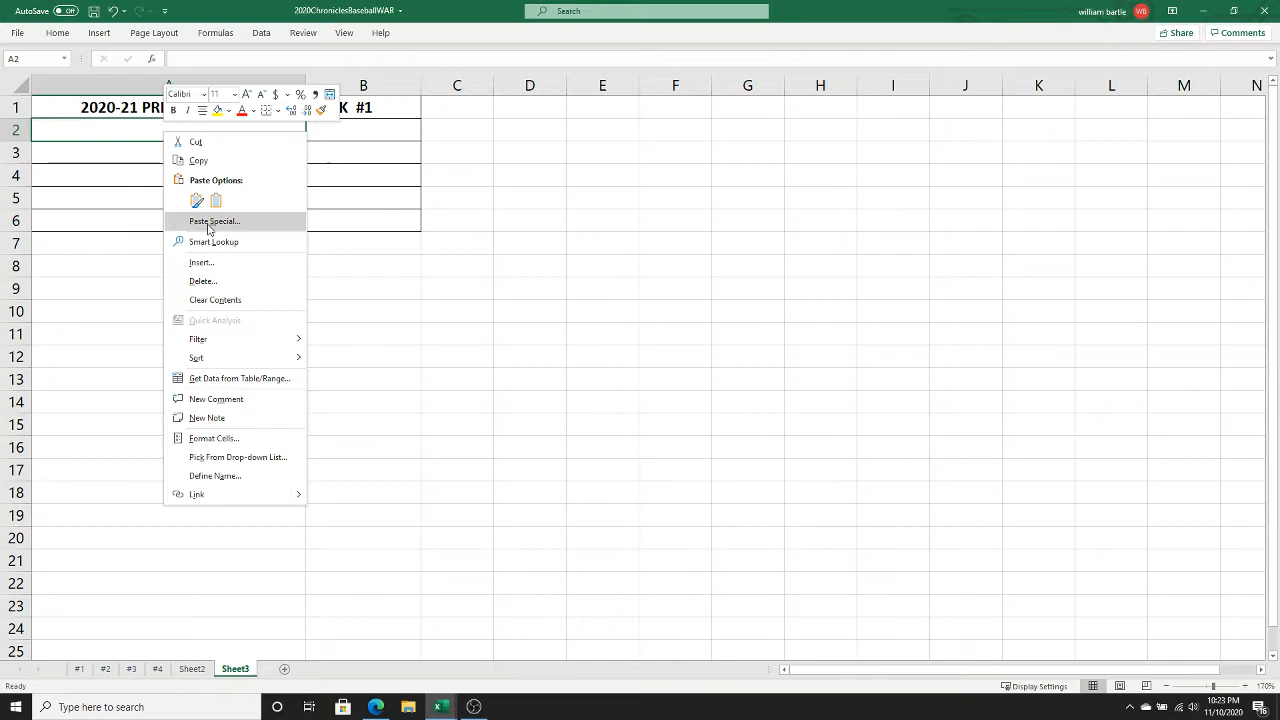 AutoSave Off 2020ChroniclesBaseballWAR Search william bartle WB
File Home Insert Page Layout Formulas Data Review View Help Share Comments
A2 fx
A B C D E F G H I J K L M N
Calibri 11 A A $ % ,
B I A
1 2020-21 K #1
2
3
4
5
6
7
8
9
10
11
12
13
14
15
16
17
18
19
20
21
22
23
24
25
Cut
Copy
Paste Options:
Paste Special...
Smart Lookup
Insert...
Delete...
Clear Contents
Quick Analysis
Filter
Sort
Get Data from Table/Range...
New Comment
New Note
Format Cells...
Pick From Drop-down List...
Define Name...
Link
#1 #2 #3 #4 Sheet2 Sheet3
Ready Display Settings 170%
Type here to search 10:23 PM
11/10/2020